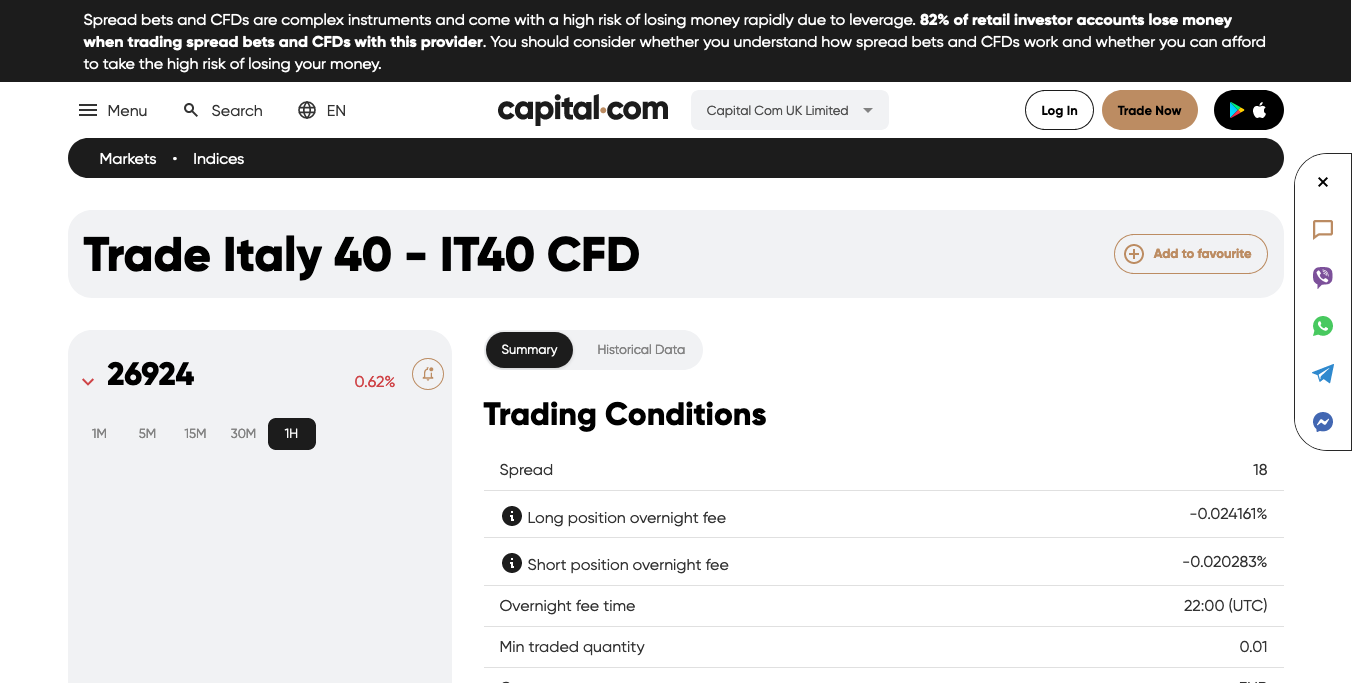 Spread bets and CFDs are complex instruments and come with a high risk of losing money rapidly due to leverage. 82% of retail investor accounts lose money
when trading spread bets and CFDs with this provider. You should consider whether you understand how spread bets and CFDs work and whether you can afford
to take the high risk of losing your money.
Menu Search EN capital.com Capital Com UK Limited Log In Trade Now
Markets • Indices
Trade Italy 40 - IT40 CFD
Add to favourite
26924 0.62%
1M 5M 15M 30M 1H
Summary Historical Data
Trading Conditions
Spread 18
Long position overnight fee -0.024161%
Short position overnight fee -0.020283%
Overnight fee time 22:00 (UTC)
Min traded quantity 0.01